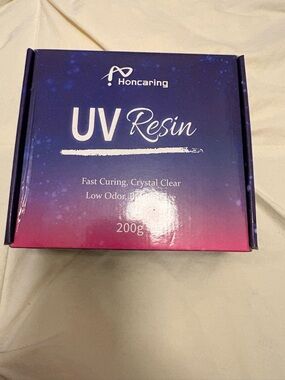 Honcaring
UV Resin
Fast Curing, Crystal Clear
Low Odor,
200g